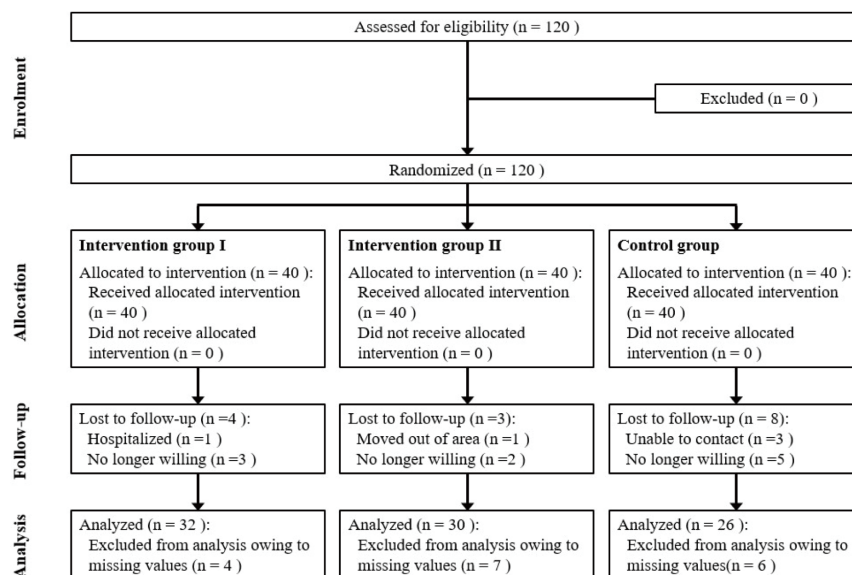 Assessed for eligibility (n = 120 )
Enrolment
Excluded (n = 0 )
Randomized (n = 120 )
Allocation
Intervention group I
Allocated to intervention (n = 40 ):
Received allocated intervention
(n = 40 )
Did not receive allocated
intervention (n = 0 )
Intervention group II
Allocated to intervention (n = 40 ):
Received allocated intervention
(n = 40 )
Did not receive allocated
intervention (n = 0 )
Control group
Allocated to intervention (n = 40 ):
Received allocated intervention
(n = 40 )
Did not receive allocated
intervention (n = 0 )
Follow-up
Lost to follow-up (n =4 ):
Hospitalized (n =1 )
No longer willing (n =3 )
Lost to follow-up (n =3):
Moved out of area (n =1 )
No longer willing (n =2 )
Lost to follow-up (n = 8):
Unable to contact (n =3 )
No longer willing (n =5 )
Analysis
Analyzed (n = 32 ):
Excluded from analysis owing to
missing values (n = 4 )
Analyzed (n = 30 ):
Excluded from analysis owing to
missing values (n = 7 )
Analyzed (n = 26 ):
Excluded from analysis owing to
missing values(n = 6 )